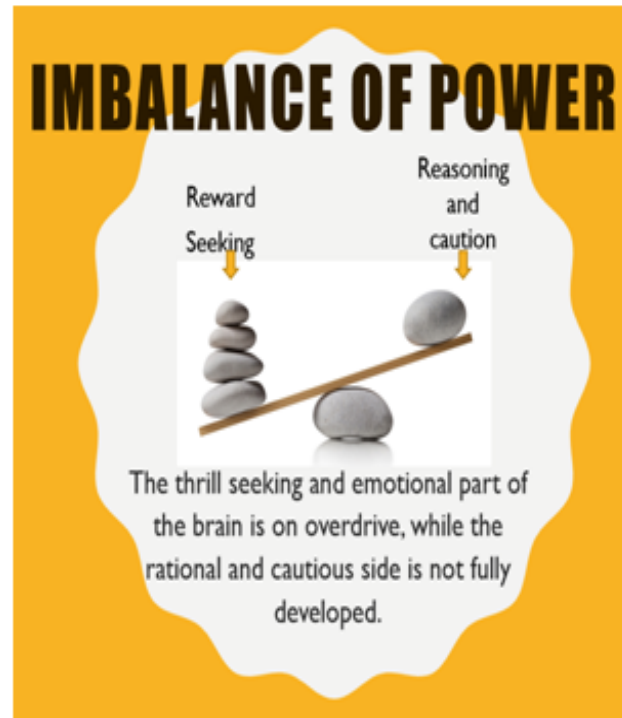 IMBALANCE OF POWER
Reward
Seeking
Reasoning
and
caution
The thrill seeking and emotional part of
the brain is on overdrive, while the
rational and cautious side is not fully
developed.